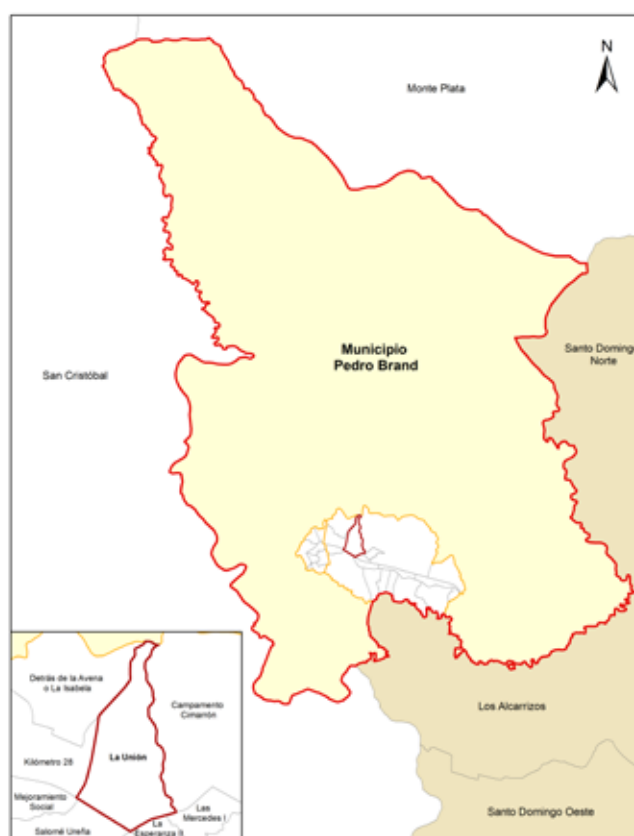 N
Monte Plata
Municipio
Pedro Brand
Santo Domingo
Norte
San Cristóbal
Los Alcarrizos
Santo Domingo Oeste
Detrás de la Avena
o La Isabela
Campamento
Cimarrón
Kilómetro 28
La Unión
Mejoramiento
Social
Las
Mercedes I
La
Esperanza II
Salomé Ureña